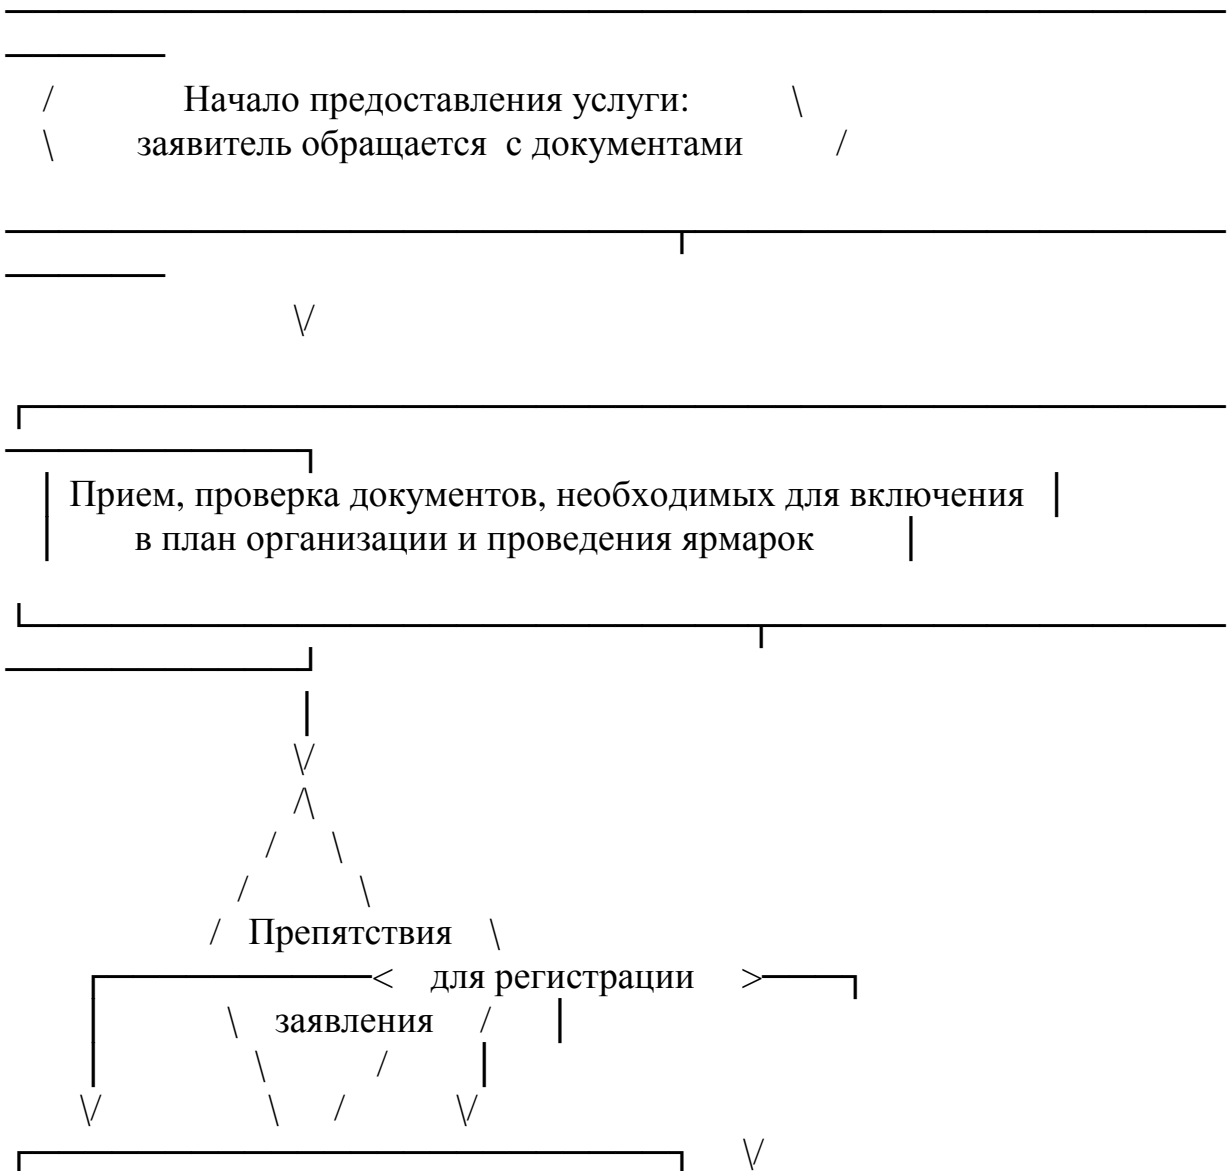 Начало предоставления услуги:
заявитель обращается с документами
Прием, проверка документов, необходимых для включения
в план организации и проведения ярмарок
Препятствия
для регистрации
заявления